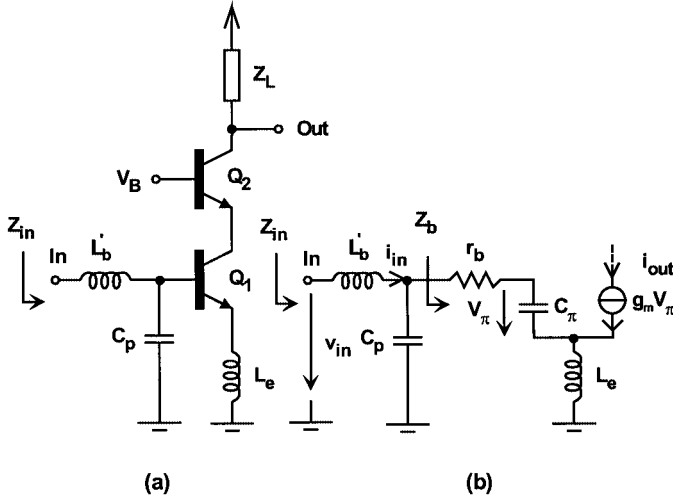 Z_L
Out
V_B
Q_2
Z_in
In
L'_b
Q_1
C_p
L_e
(a)
Z_in
In
L'_b
i_in
Z_b
r_b
V_π
C_π
i_out
g_mV_π
v_in
C_p
L_e
(b)